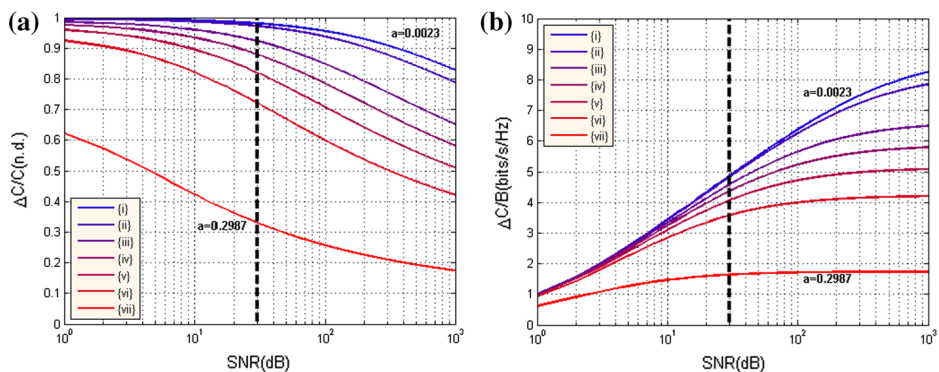 (a)
1
0.9
0.8
0.7
0.6
0.5
0.4
0.3
0.2
0.1
0
ΔC/C(n.d.)
a=0.0023
a=0.2987
{i}
{ii}
{iii}
{iv}
{v}
{vi}
{vii}
10^0
10^1
10^2
10^3
SNR(dB)
(b)
10
9
8
7
6
5
4
3
2
1
0
ΔC/B(bits/s/Hz)
{i}
{ii}
{iii}
{iv}
{v}
{vi}
{vii}
a=0.0023
a=0.2987
10^0
10^1
10^2
10^3
SNR(dB)